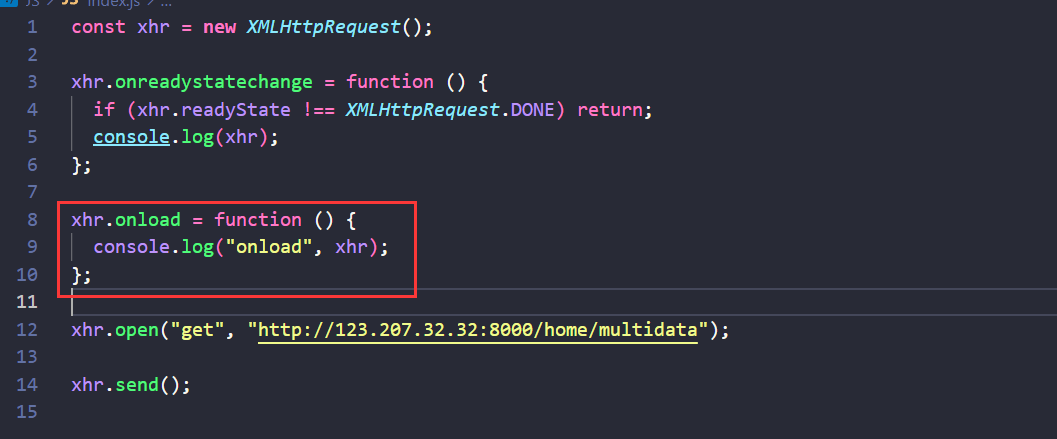 JS > JS index.js > ...
1 const xhr = new XMLHttpRequest();
2
3 xhr.onreadystatechange = function () {
4 if (xhr.readyState !== XMLHttpRequest.DONE) return;
5 console.log(xhr);
6 };
7
8 xhr.onload = function () {
9 console.log("onload", xhr);
10 };
11
12 xhr.open("get", "http://123.207.32.32:8000/home/multidata");
13
14 xhr.send();
15